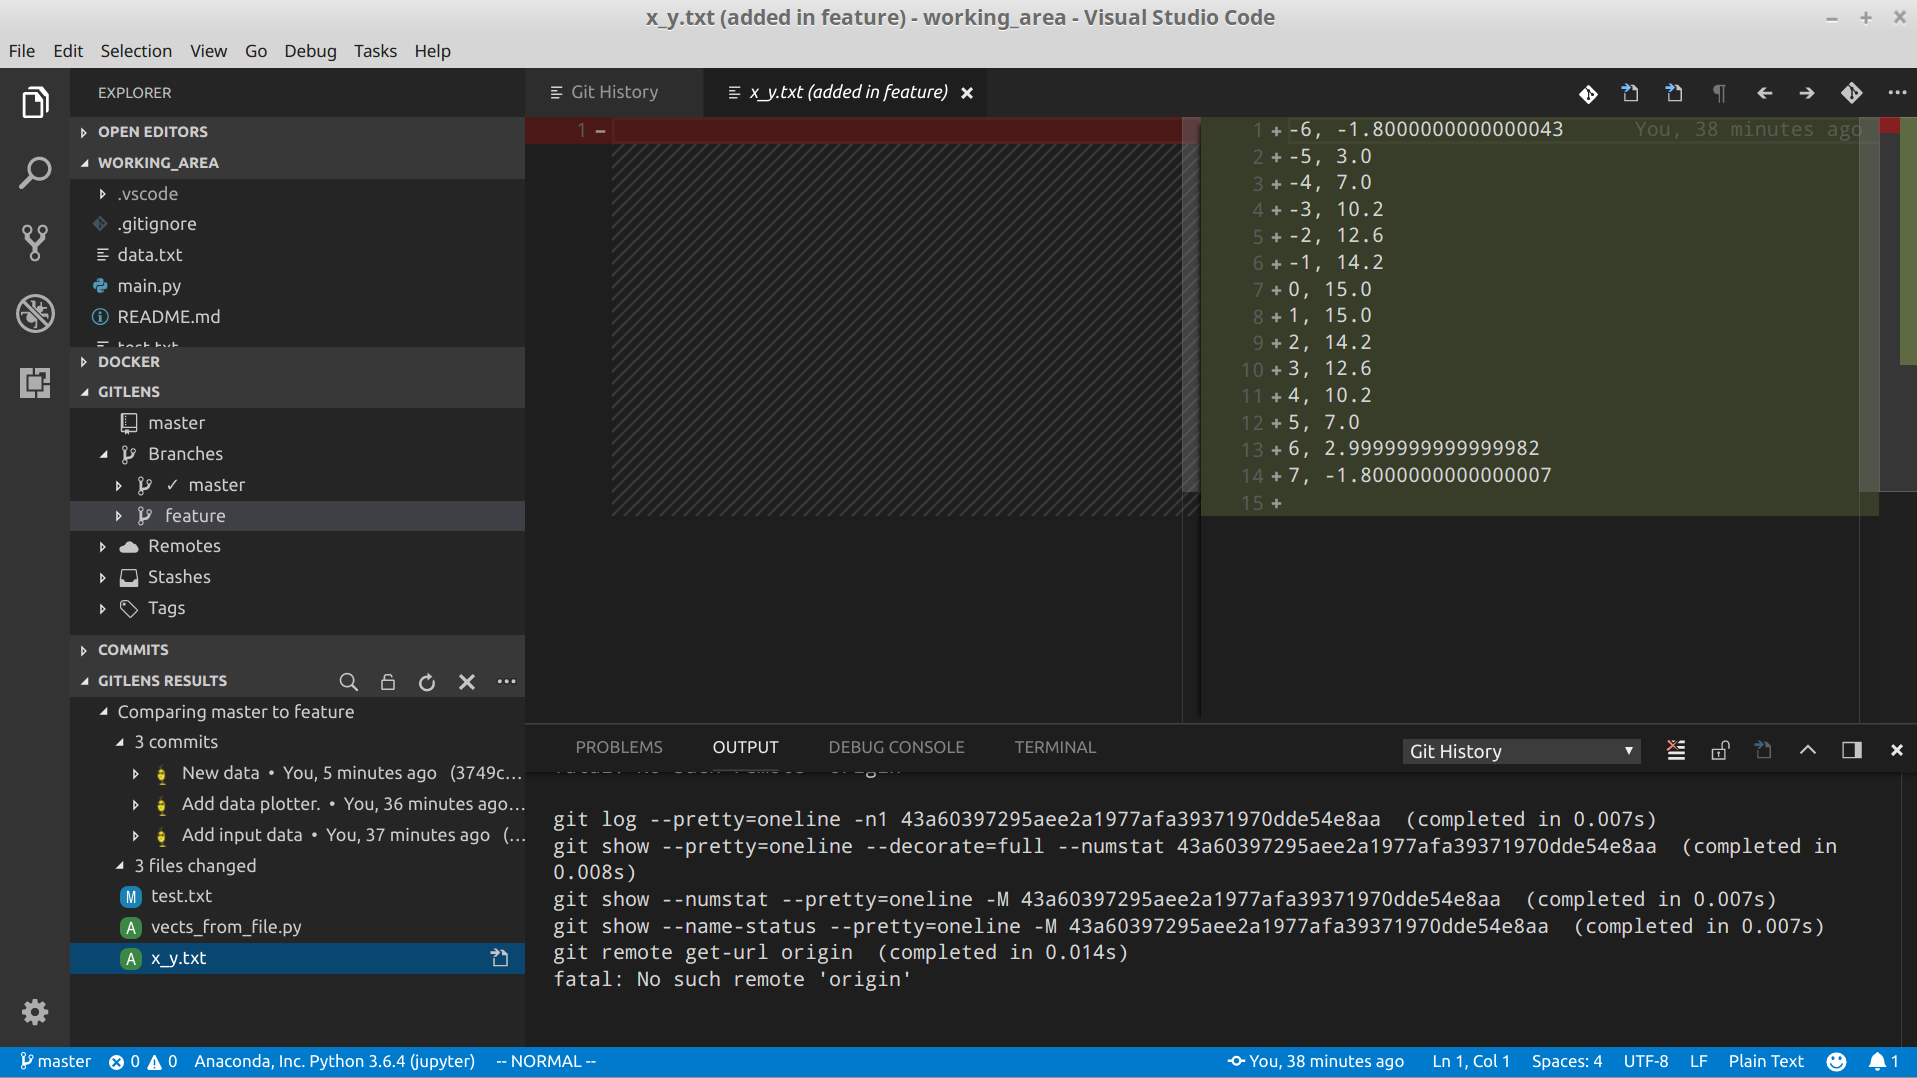 x_y.txt (added in feature) - working_area - Visual Studio Code
File Edit Selection View Go Debug Tasks Help
EXPLORER
OPEN EDITORS
WORKING_AREA
.vscode
.gitignore
data.txt
main.py
README.md
test.txt
DOCKER
GITLENS
master
Branches
✓ master
feature
Remotes
Stashes
Tags
COMMITS
GITLENS RESULTS
Comparing master to feature
3 commits
New data • You, 5 minutes ago (3749c...
Add data plotter. • You, 36 minutes ago...
Add input data • You, 37 minutes ago (...
3 files changed
M test.txt
A vects_from_file.py
A x_y.txt
Git History
x_y.txt (added in feature)
1 -
1 + -6, -1.8000000000000043 You, 38 minutes ago
2 + -5, 3.0
3 + -4, 7.0
4 + -3, 10.2
5 + -2, 12.6
6 + -1, 14.2
7 + 0, 15.0
8 + 1, 15.0
9 + 2, 14.2
10 + 3, 12.6
11 + 4, 10.2
12 + 5, 7.0
13 + 6, 2.9999999999999982
14 + 7, -1.8000000000000007
15 +
PROBLEMS OUTPUT DEBUG CONSOLE TERMINAL
Git History
fatal: No such remote 'origin'
git log --pretty=oneline -n1 43a60397295aee2a1977afa39371970dde54e8aa (completed in 0.007s)
git show --pretty=oneline --decorate=full --numstat 43a60397295aee2a1977afa39371970dde54e8aa (completed in
0.008s)
git show --numstat --pretty=oneline -M 43a60397295aee2a1977afa39371970dde54e8aa (completed in 0.007s)
git show --name-status --pretty=oneline -M 43a60397295aee2a1977afa39371970dde54e8aa (completed in 0.007s)
git remote get-url origin (completed in 0.014s)
fatal: No such remote 'origin'
master 0 0 Anaconda, Inc. Python 3.6.4 (jupyter) -- NORMAL -- You, 38 minutes ago Ln 1, Col 1 Spaces: 4 UTF-8 LF Plain Text 1